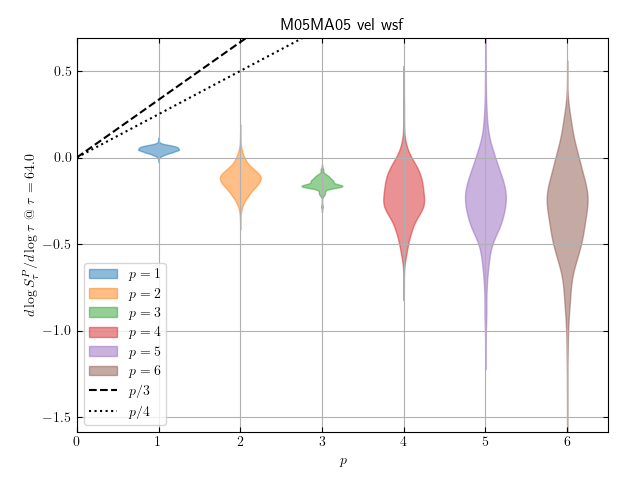 M05MA05 vel wsf
d log S_τ^P / d log τ @ τ = 64.0
0.5
0.0
−0.5
−1.0
−1.5
p = 1
p = 2
p = 3
p = 4
p = 5
p = 6
p/3
p/4
0 1 2 3 4 5 6
p